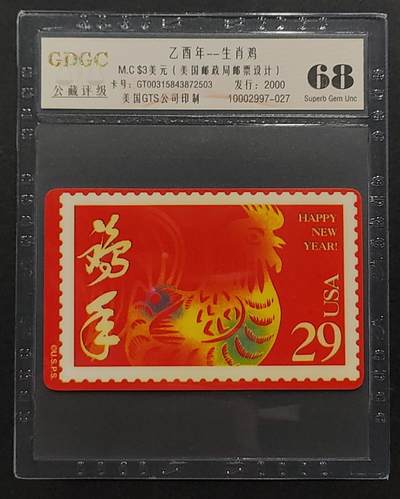 GDGC
公藏评级
乙酉年--生肖鸡
M.C $3美元(美国邮政局邮票设计)
卡号: GT00315843872503 发行: 2000
美国GTS公司印制 10002997-027
68
Superb Gem Unc
HAPPY
NEW
YEAR!
鸡年
29 USA
©U.S.P.S.